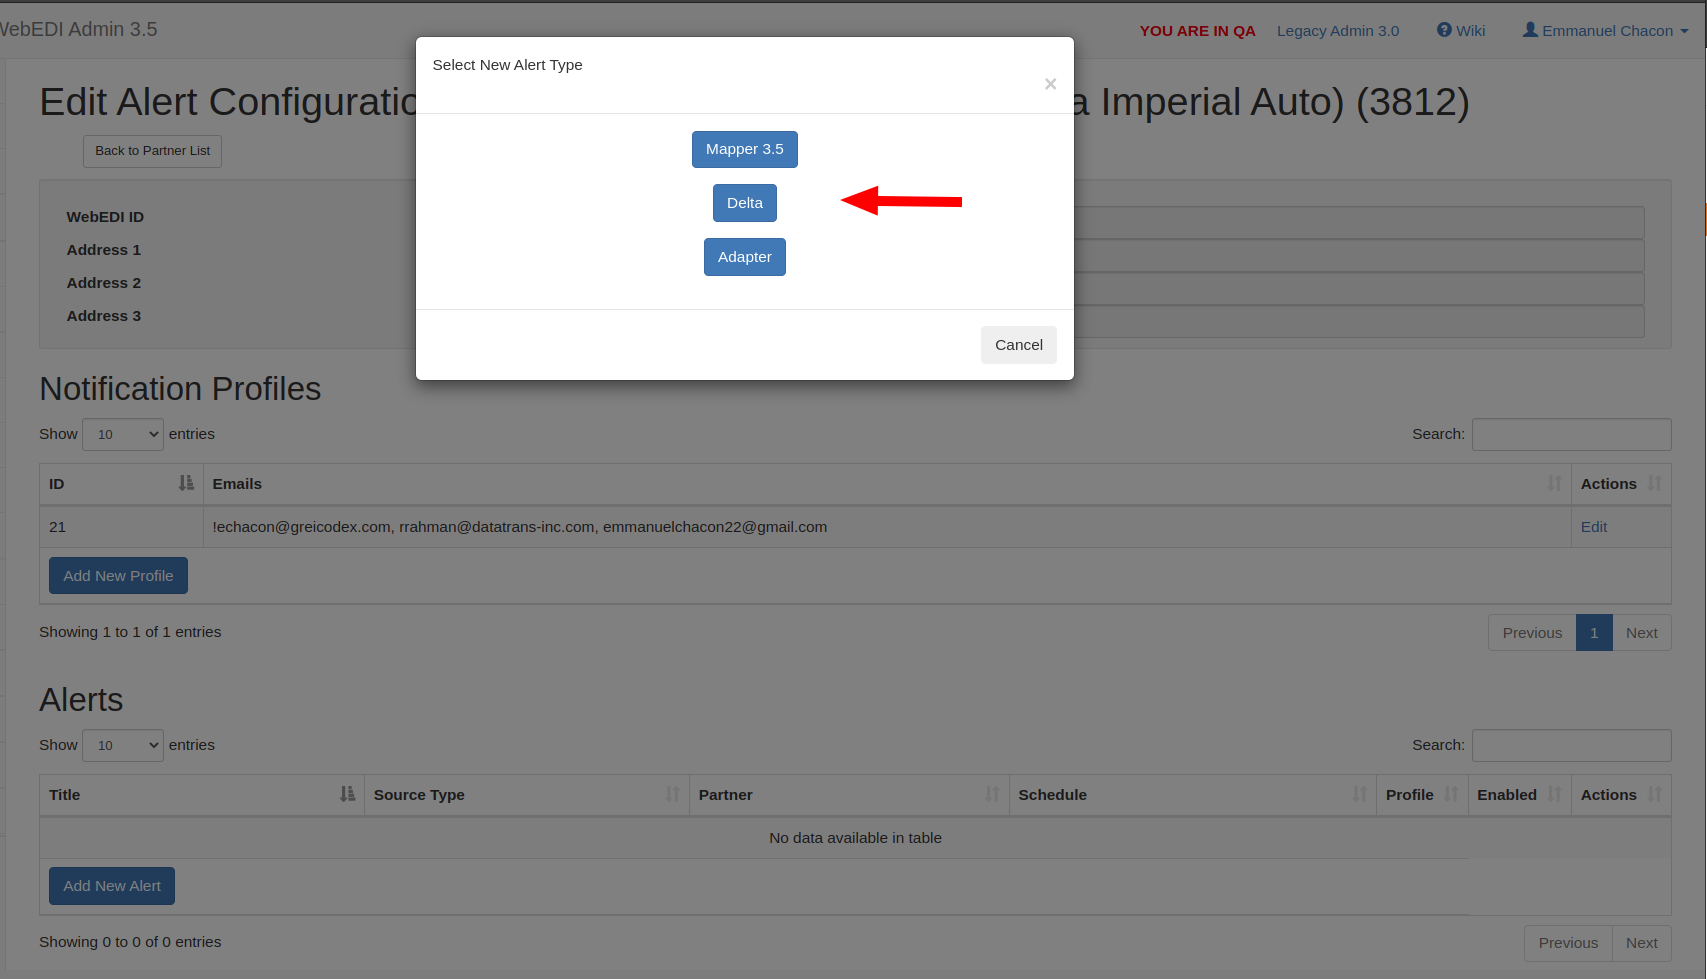 WebEDI Admin 3.5
YOU ARE IN QA Legacy Admin 3.0 Wiki Emmanuel Chacon
Select New Alert Type
×
Edit Alert Configuratio a Imperial Auto) (3812)
Back to Partner List
Mapper 3.5
Delta
Adapter
Cancel
WebEDI ID
Address 1
Address 2
Address 3
Notification Profiles
Show 10 entries Search:
ID Emails Actions
21 !echacon@greicodex.com, rrahman@datatrans-inc.com, emmanuelchacon22@gmail.com Edit
Add New Profile
Showing 1 to 1 of 1 entries Previous 1 Next
Alerts
Show 10 entries Search:
Title Source Type Partner Schedule Profile Enabled Actions
No data available in table
Add New Alert
Showing 0 to 0 of 0 entries Previous Next